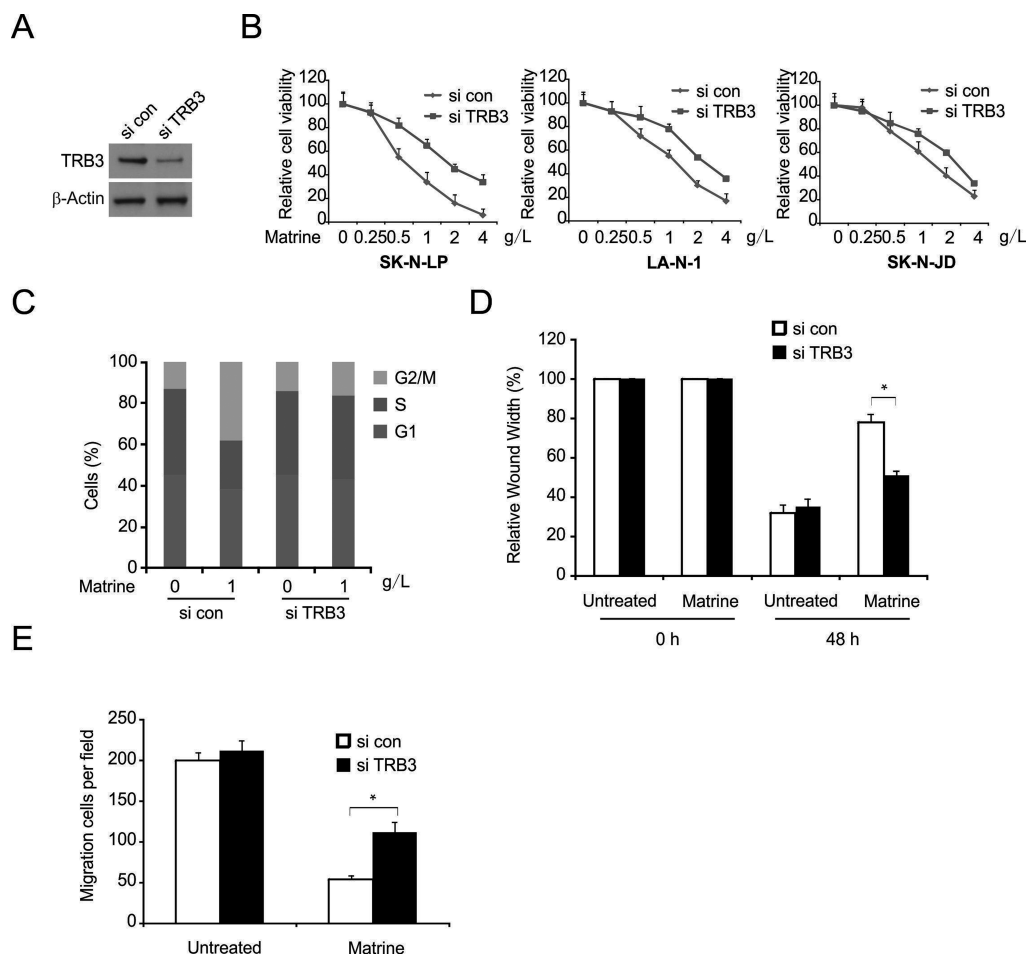 A
si con
si TRB3
TRB3
β-Actin
B
Relative cell viability
120
100
80
60
40
20
0
si con
si TRB3
Matrine 0 0.25 0.5 1 2 4 g/L
SK-N-LP
Relative cell viability
120
100
80
60
40
20
0
si con
si TRB3
0 0.25 0.5 1 2 4 g/L
LA-N-1
Relative cell viability
120
100
80
60
40
20
0
si con
si TRB3
0 0.25 0.5 1 2 4 g/L
SK-N-JD
C
Cells (%)
100
80
60
40
20
0
G2/M
S
G1
Matrine 0 1 0 1 g/L
si con si TRB3
D
Relative Wound Width (%)
120
100
80
60
40
20
0
si con
si TRB3
*
Untreated Matrine Untreated Matrine
0 h 48 h
E
Migration cells per field
250
200
150
100
50
0
si con
si TRB3
*
Untreated Matrine